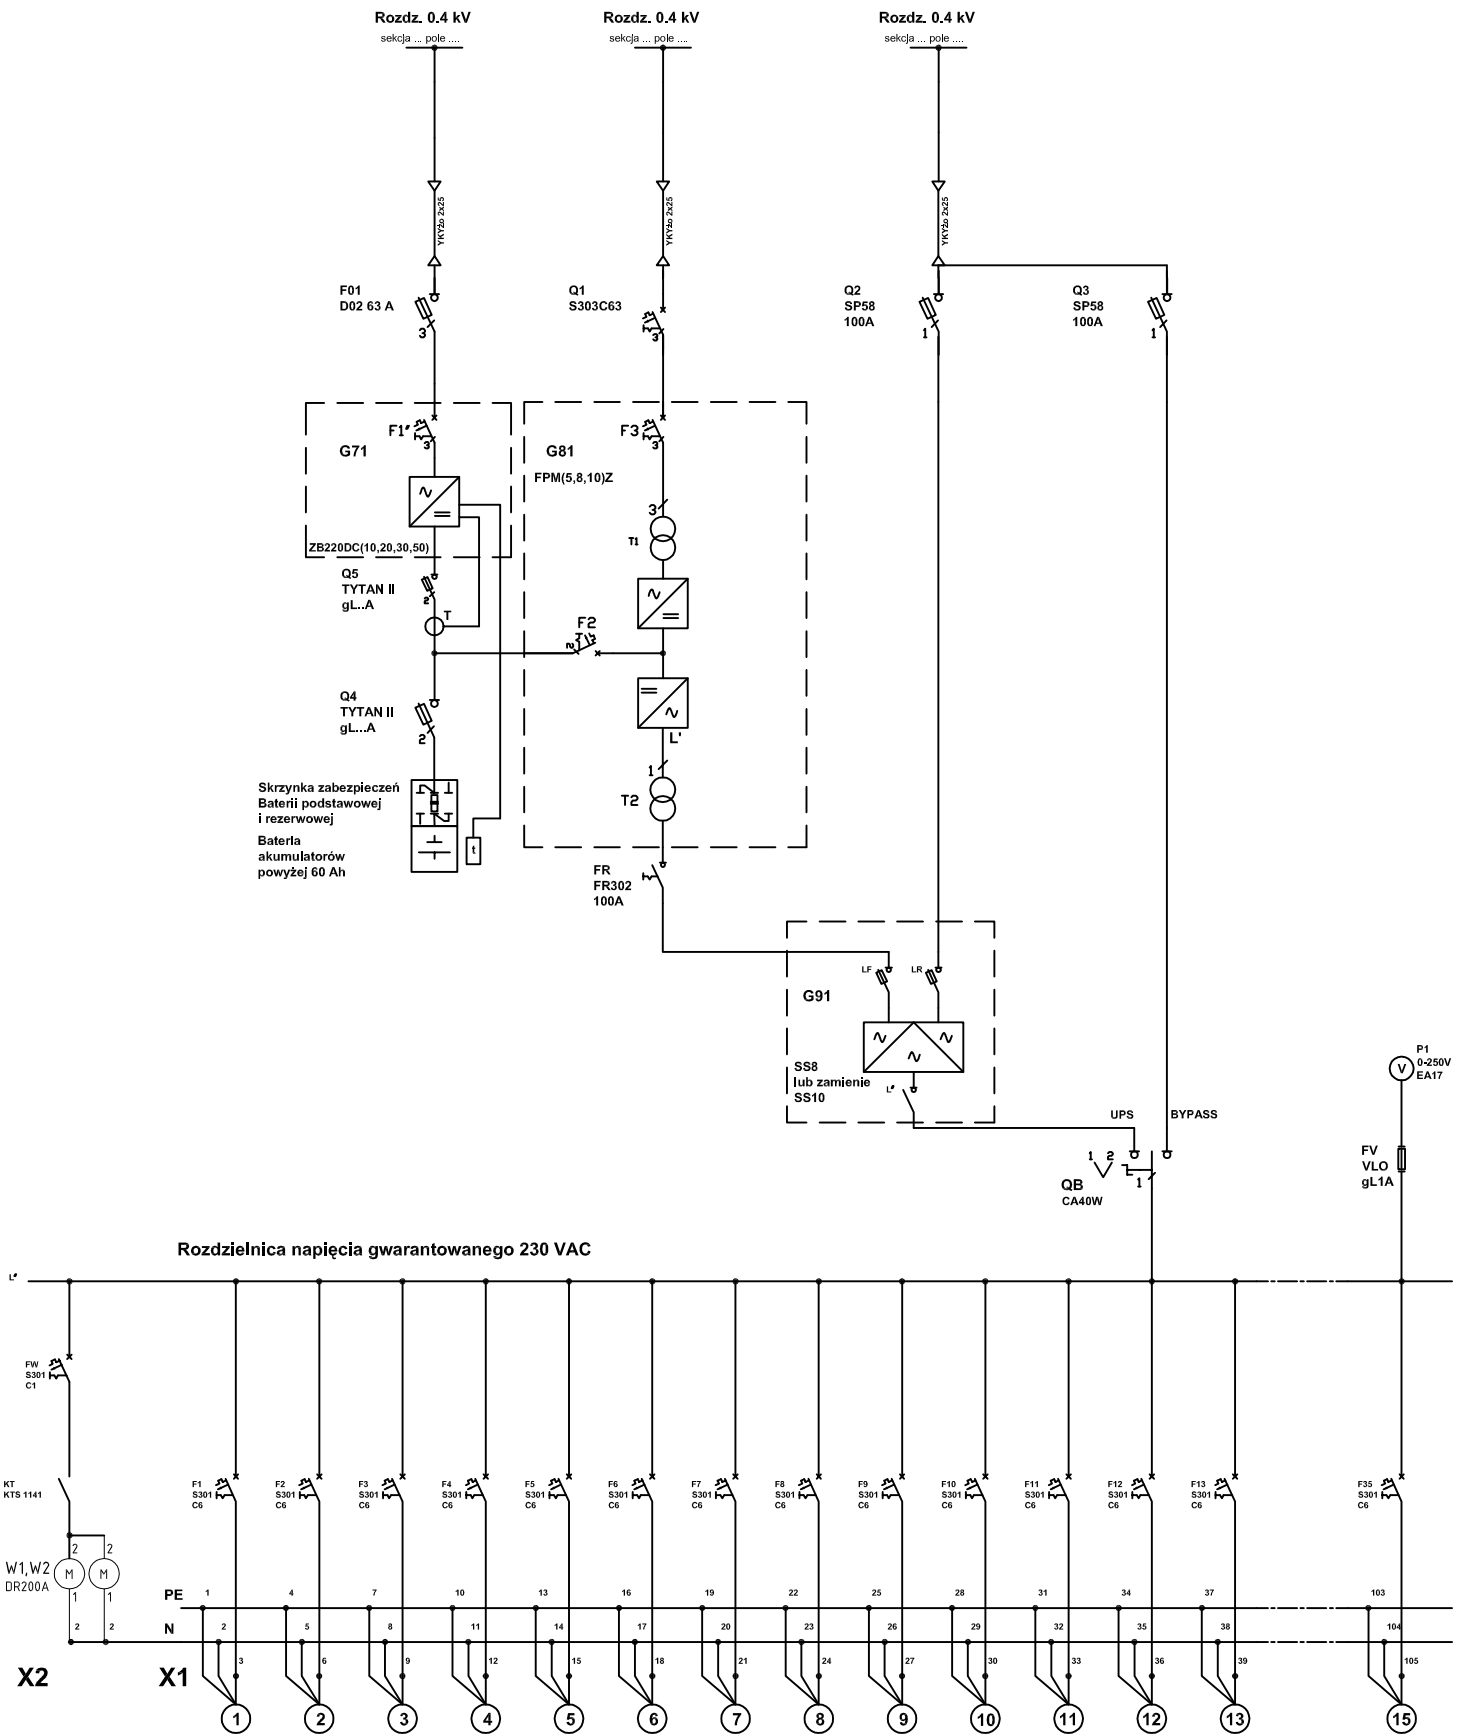 Rozdz. 0.4 kV
sekcja ... pole ....
Rozdz. 0.4 kV
sekcja ... pole ....
Rozdz. 0.4 kV
sekcja ... pole ....
YKYżo 2x25
YKYżo 2x25
YKYżo 2x25
F01
D02 63 A
3
Q1
S303C63
3
Q2
SP58
100A
1
Q3
SP58
100A
1
F1'
3
G71
ZB220DC(10,20,30,50)
F3
3
G81
FPM(5,8,10)Z
3
T1
Q5
TYTAN II
gL..A
2
T
F2
2
Q4
TYTAN II
gL...A
2
L'
1
T2
Skrzynka zabezpieczeń
Baterii podstawowej
i rezerwowej
Bateria
akumulatorów
powyżej 60 Ah
t
FR
FR302
100A
LF
LR
G91
SS8
lub zamienie
SS10
L"
UPS
BYPASS
1 2
QB
CA40W
1
P1
0-250V
EA17
V
FV
VLO
gL1A
Rozdzielnica napięcia gwarantowanego 230 VAC
L"
FW
S301
C1
KT
KTS 1141
W1,W2
DR200A
2
2
M
M
1
1
2
2
F1
S301
C6
F2
S301
C6
F3
S301
C6
F4
S301
C6
F5
S301
C6
F6
S301
C6
F7
S301
C6
F8
S301
C6
F9
S301
C6
F10
S301
C6
F11
S301
C6
F12
S301
C6
F13
S301
C6
F35
S301
C6
PE 1 4 7 10 13 16 19 22 25 28 31 34 37 103
N 2 5 8 11 14 17 20 23 26 29 32 35 38 104
3 6 9 12 15 18 21 24 27 30 33 36 39 105
X2 X1
1 2 3 4 5 6 7 8 9 10 11 12 13 15